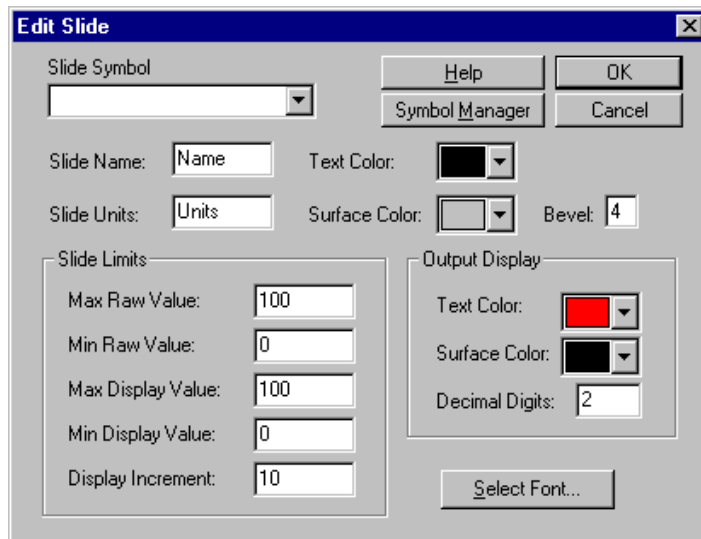 Edit Slide
Slide Symbol
Help
OK
Symbol Manager
Cancel
Slide Name: Name
Text Color:
Slide Units: Units
Surface Color:
Bevel: 4
Slide Limits
Max Raw Value: 100
Min Raw Value: 0
Max Display Value: 100
Min Display Value: 0
Display Increment: 10
Output Display
Text Color:
Surface Color:
Decimal Digits: 2
Select Font...